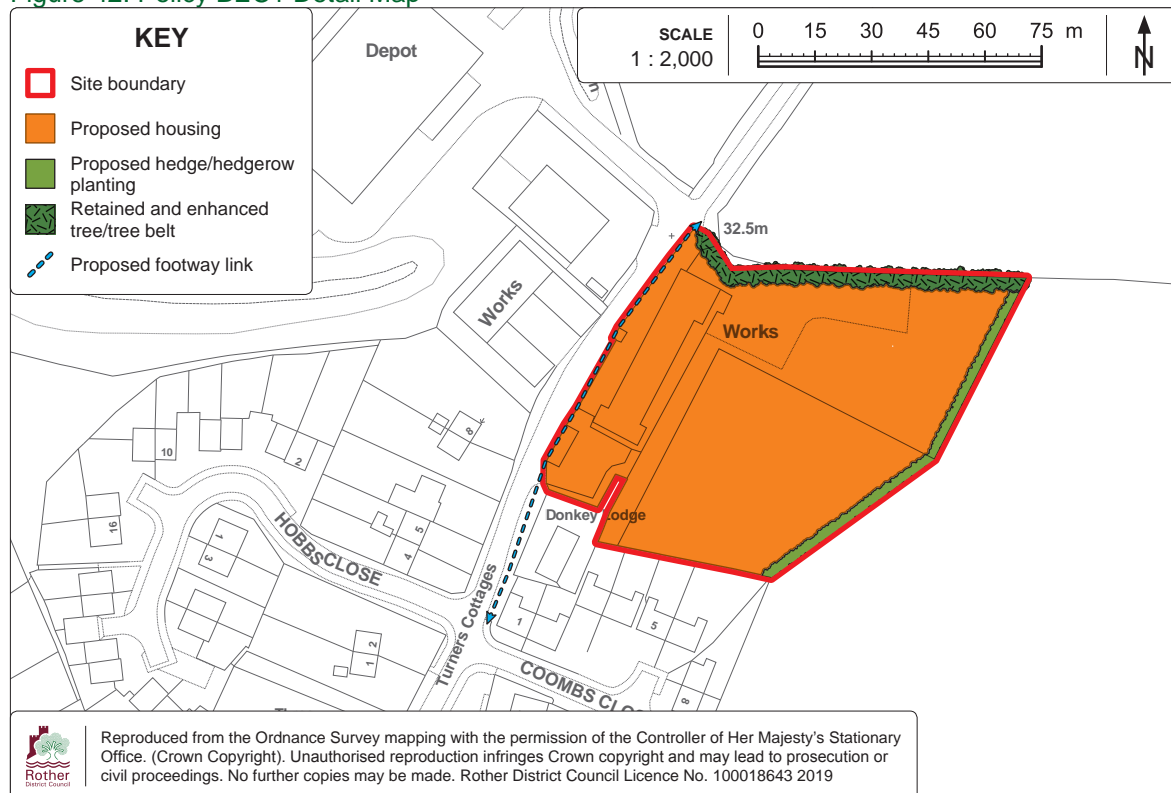 KEY
Site boundary
Proposed housing
Proposed hedge/hedgerow
planting
Retained and enhanced
tree/tree belt
Proposed footway link
SCALE
1 : 2,000
0 15 30 45 60 75 m
N
Depot
32.5m
Works
Works
8
10
2
16
5
4
1
3
HOBBS CLOSE
Donkey Lodge
Turners Cottages
1
5
2
1
COOMBS CLO
8
Rother
District Council
Reproduced from the Ordnance Survey mapping with the permission of the Controller of Her Majesty's Stationary
Office. (Crown Copyright). Unauthorised reproduction infringes Crown copyright and may lead to prosecution or
civil proceedings. No further copies may be made. Rother District Council Licence No. 100018643 2019